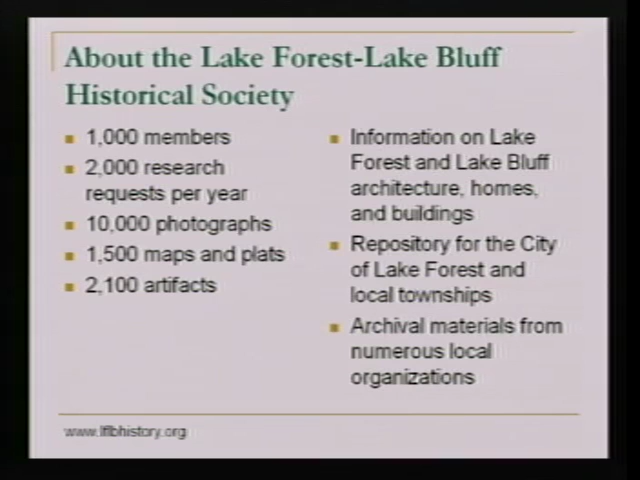 About the Lake Forest-Lake Bluff
Historical Society
1,000 members
2,000 research
requests per year
10,000 photographs
1,500 maps and plats
2,100 artifacts
Information on Lake
Forest and Lake Bluff
architecture, homes,
and buildings
Repository for the City
of Lake Forest and
local townships
Archival materials from
numerous local
organizations
www.lflbhistory.org